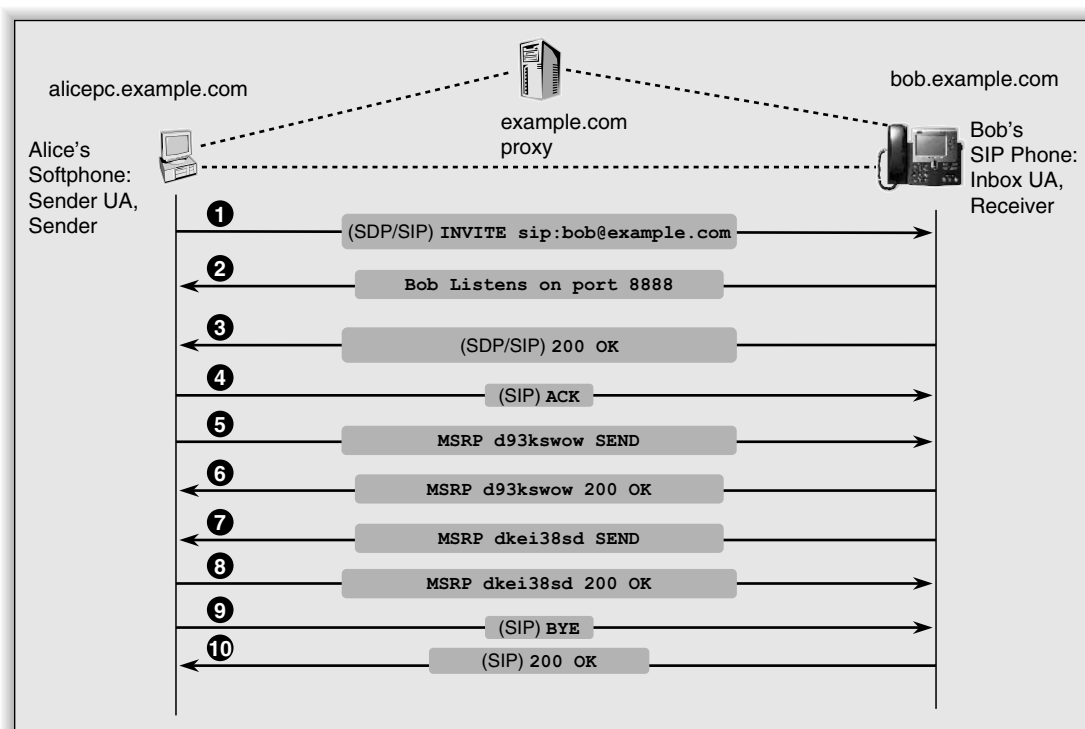 alicepc.example.com
bob.example.com
example.com
proxy
Alice's
Softphone:
Sender UA,
Sender
Bob's
SIP Phone:
Inbox UA,
Receiver
1
(SDP/SIP) INVITE sip:bob@example.com
2
Bob Listens on port 8888
3
(SDP/SIP) 200 OK
4
(SIP) ACK
5
MSRP d93kswow SEND
6
MSRP d93kswow 200 OK
7
MSRP dkei38sd SEND
8
MSRP dkei38sd 200 OK
9
(SIP) BYE
10
(SIP) 200 OK